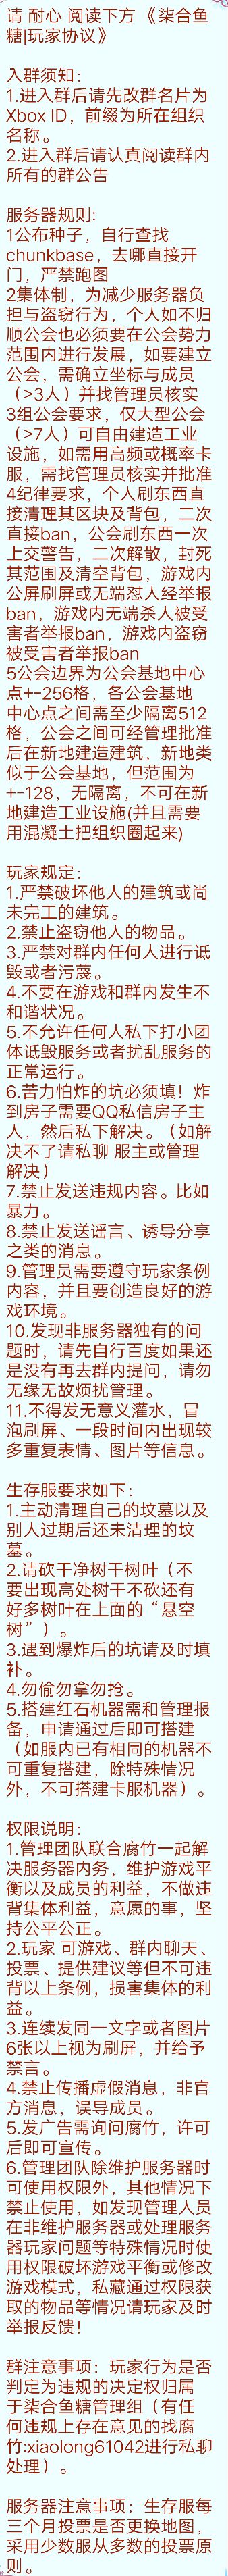 请 耐心 阅读下方 《柒合鱼
糖|玩家协议》
入群须知：
1.进入群后请先改群名片为
Xbox ID，前缀为所在组织
名称。
2.进入群后请认真阅读群内
所有的群公告
服务器规则:
1公布种子，自行查找
chunkbase，去哪直接开
门，严禁跑图
2集体制，为减少服务器负
担与盗窃行为，个人如不归
顺公会也必须要在公会势力
范围内进行发展，如要建立
公会，需确立坐标与成员
（>3人）并找管理员核实
3组公会要求，仅大型公会
（>7人）可自由建造工业
设施，如需用高频或概率卡
服，需找管理员核实并批准
4纪律要求，个人刷东西直
接清理其区块及背包，二次
直接ban，公会刷东西一次
上交警告，二次解散，封死
其范围及清空背包，游戏内
公屏刷屏或无端怼人经举报
ban，游戏内无端杀人被受
害者举报ban，游戏内盗窃
被受害者举报ban
5公会边界为公会基地中心
点+-256格，各公会基地
中心点之间需至少隔离512
格，公会之间可经管理批准
后在新地建造建筑，新地类
似于公会基地，但范围为
+-128，无隔离，不可在新
地建造工业设施(并且需要
用混凝土把组织圈起来)
玩家规定：
1.严禁破坏他人的建筑或尚
未完工的建筑。
2.禁止盗窃他人的物品。
3.严禁对群内任何人进行诋
毁或者污蔑。
4.不要在游戏和群内发生不
和谐状况。
5.不允许任何人私下打小团
体诋毁服务或者扰乱服务的
正常运行。
6.苦力怕炸的坑必须填！炸
到房子需要QQ私信房子主
人，然后私下解决。（如解
决不了请私聊 服主或管理
解决）
7.禁止发送违规内容。比如
暴力。
8.禁止发送谣言、诱导分享
之类的消息。
9.管理员需要遵守玩家条例
内容，并且要创造良好的游
戏环境。
10.发现非服务器独有的问
题时，请先自行百度如果还
是没有再去群内提问，请勿
无缘无故烦扰管理。
11.不得发无意义灌水，冒
泡刷屏、一段时间内出现较
多重复表情、图片等信息。
生存服要求如下：
1.主动清理自己的坟墓以及
别人过期后还未清理的坟
墓。
2.请砍干净树干树叶（不
要出现高处树干不砍还有
好多树叶在上面的“悬空
树”）。
3.遇到爆炸后的坑请及时填
补。
4.勿偷勿拿勿抢。
5.搭建红石机器需和管理报
备，申请通过后即可搭建
（如服内已有相同的机器不
可重复搭建，除特殊情况
外，不可搭建卡服机器）。
权限说明：
1.管理团队联合腐竹一起解
决服务器内务，维护游戏平
衡以及成员的利益，不做违
背集体利益，意愿的事，坚
持公平公正。
2.玩家 可游戏、群内聊天、
投票、提供建议等但不可违
背以上条例，损害集体的利
益。
3.连续发同一文字或者图片
6张以上视为刷屏，并给予
禁言。
4.禁止传播虚假消息，非官
方消息，误导成员。
5.发广告需询问腐竹，许可
后即可宣传。
6.管理团队除维护服务器时
可使用权限外，其他情况下
禁止使用，如发现管理人员
在非维护服务器或处理服务
器玩家问题等特殊情况时使
用权限破坏游戏平衡或修改
游戏模式，私藏通过权限获
取的物品等情况请玩家及时
举报反馈！
群注意事项：玩家行为是否
判定为违规的决定权归属
于柒合鱼糖管理组（有任
何违规上存在意见的找腐
竹:xiaolong61042进行私聊
处理）。
服务器注意事项：生存服每
三个月投票是否更换地图，
采用少数服从多数的投票原
则。